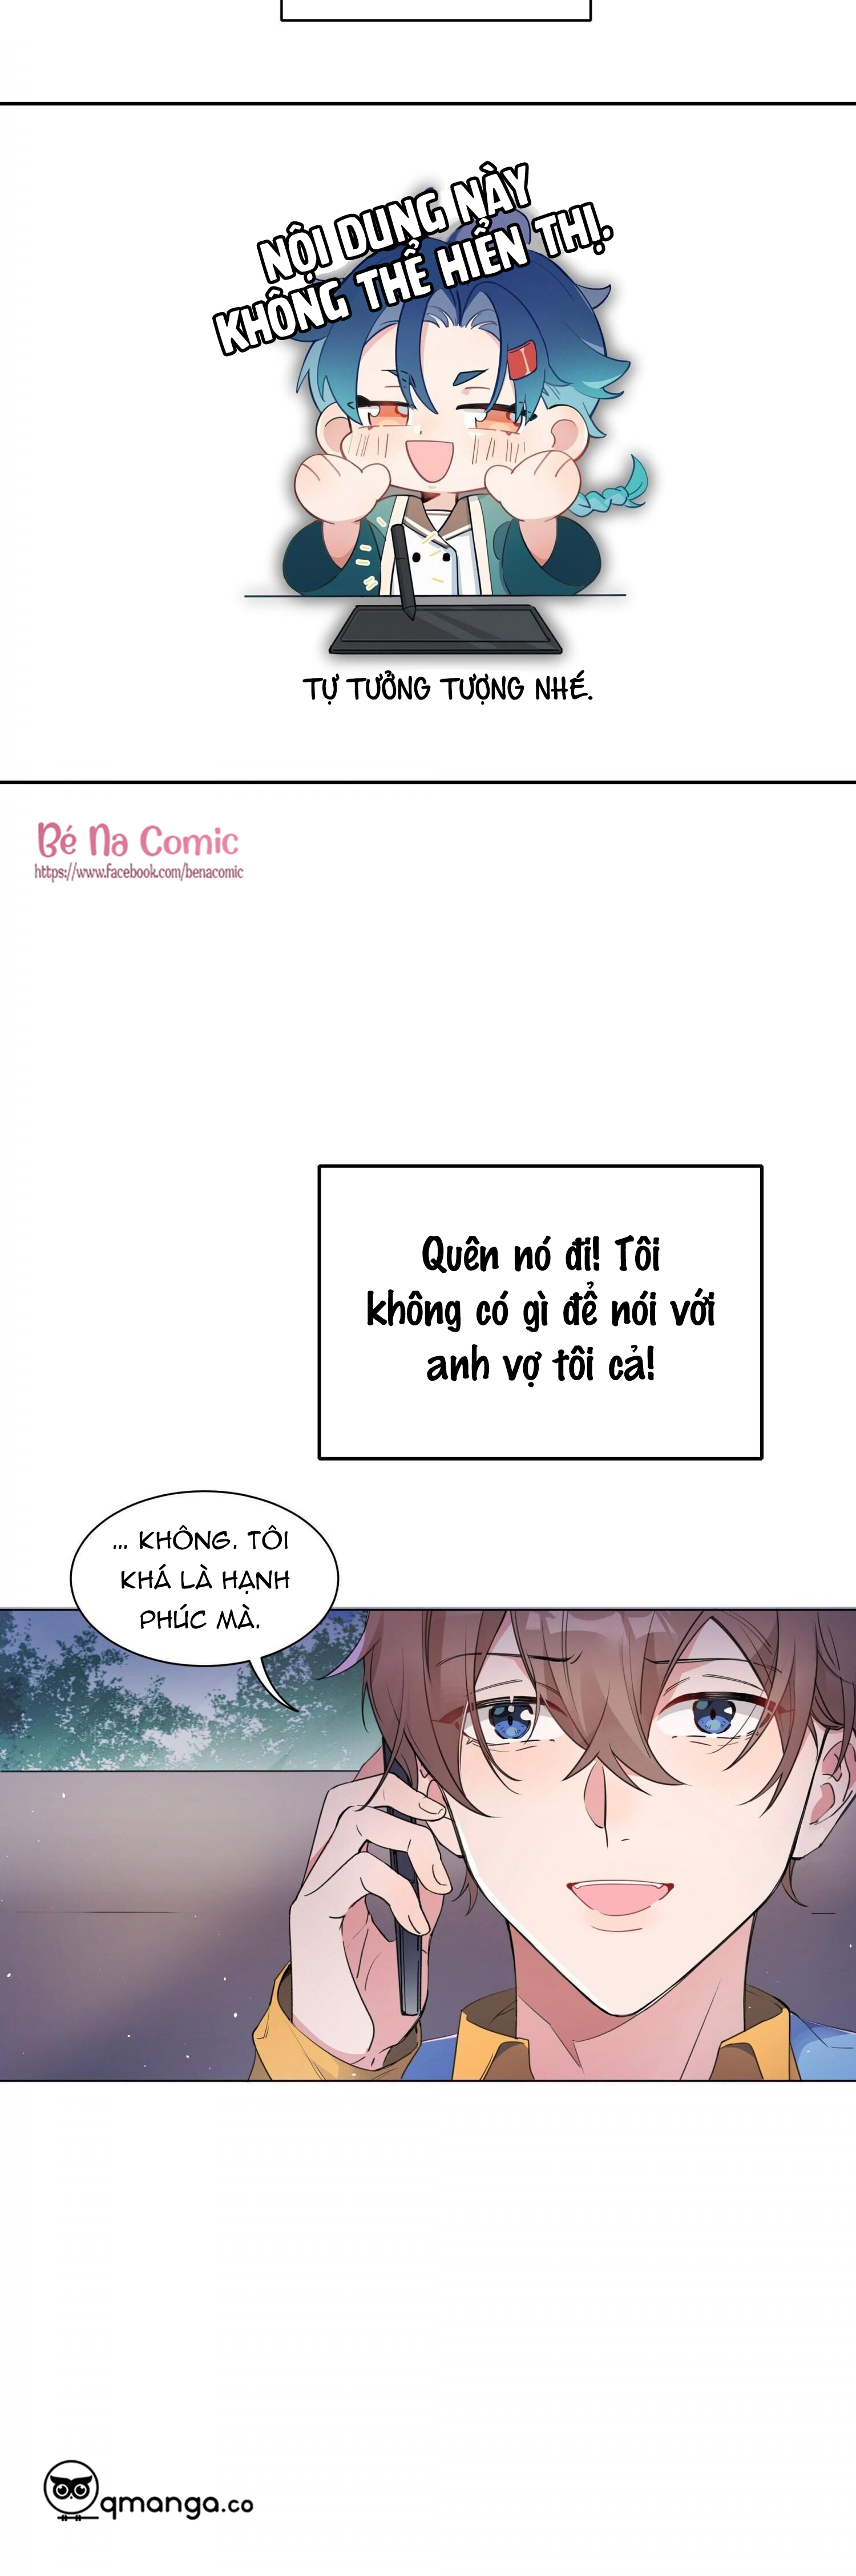 NỘI DUNG NÀY
KHÔNG THỂ HIỂN THỊ.
TỰ TƯỞNG TƯỢNG NHÉ.
Bé Na Comic
https://www.facebook.com/benacomic
Quên nó đi! Tôi
không có gì để nói với
anh vợ tôi cả!
... KHÔNG. TÔI
KHÁ LÀ HẠNH
PHÚC MÀ.
qmanga.co